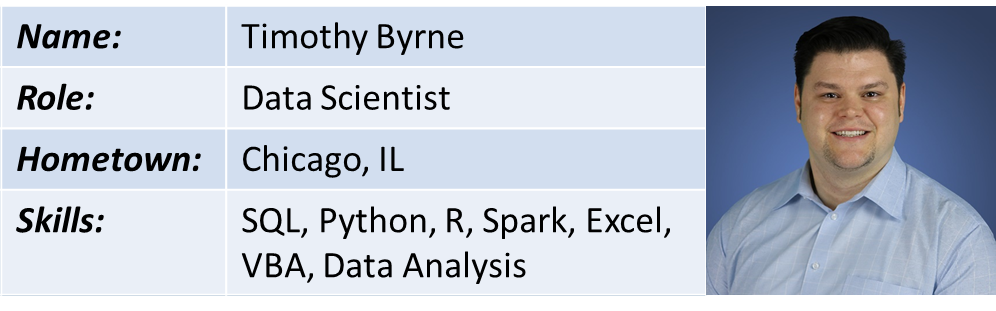 Name: Timothy Byrne
Role: Data Scientist
Hometown: Chicago, IL
Skills: SQL, Python, R, Spark, Excel,
VBA, Data Analysis